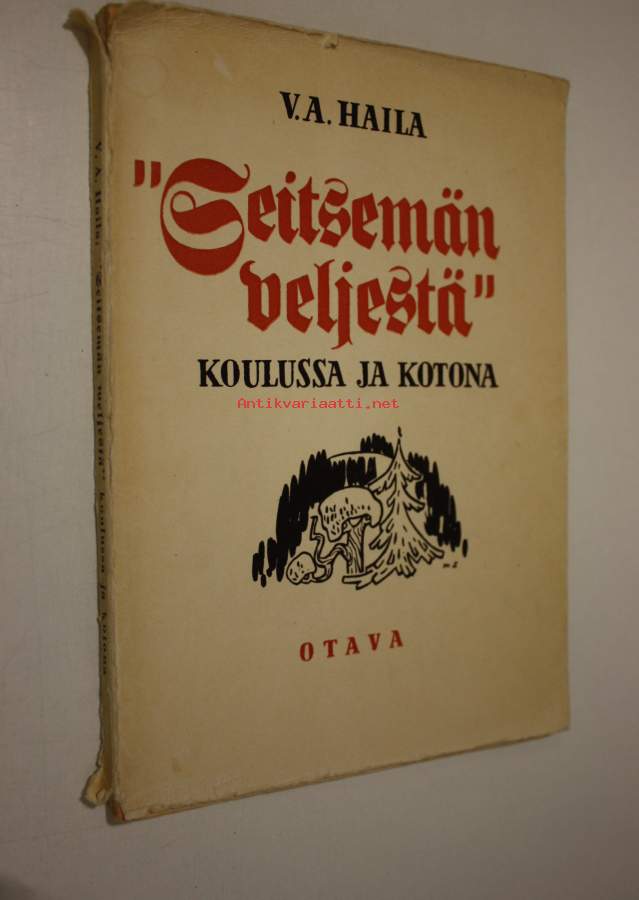 V.A. HAILA
"Seitsemän
veljestä"
KOULUSSA JA KOTONA
Antikvariaatti.net
OTAVA
V. A. Haila: "Seitsemän veljestä" koulussa ja kotona